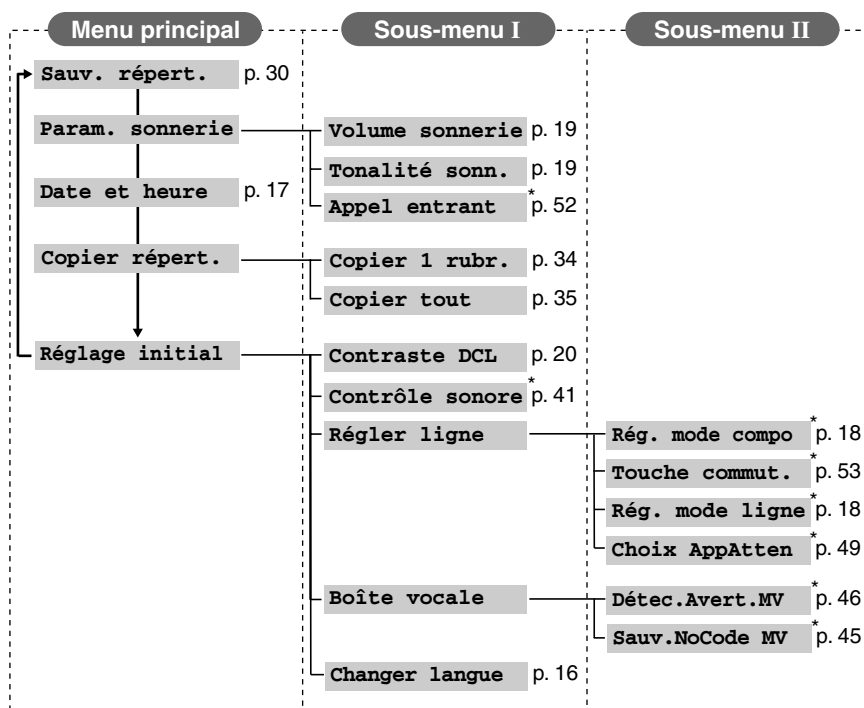 Menu principal Sous-menu I Sous-menu II
Sauv. répert. p. 30
Param. sonnerie Volume sonnerie p. 19
Tonalité sonn. p. 19
Date et heure p. 17 Appel entrant * p. 52
Copier répert. Copier 1 rubr. p. 34
Copier tout p. 35
Réglage initial Contraste DCL p. 20
Contrôle sonore * p. 41
Régler ligne Rég. mode compo * p. 18
Touche commut. * p. 53
Rég. mode ligne * p. 18
Choix AppAtten * p. 49
Boîte vocale Détec.Avert.MV * p. 46
Sauv.NoCode MV * p. 45
Changer langue p. 16